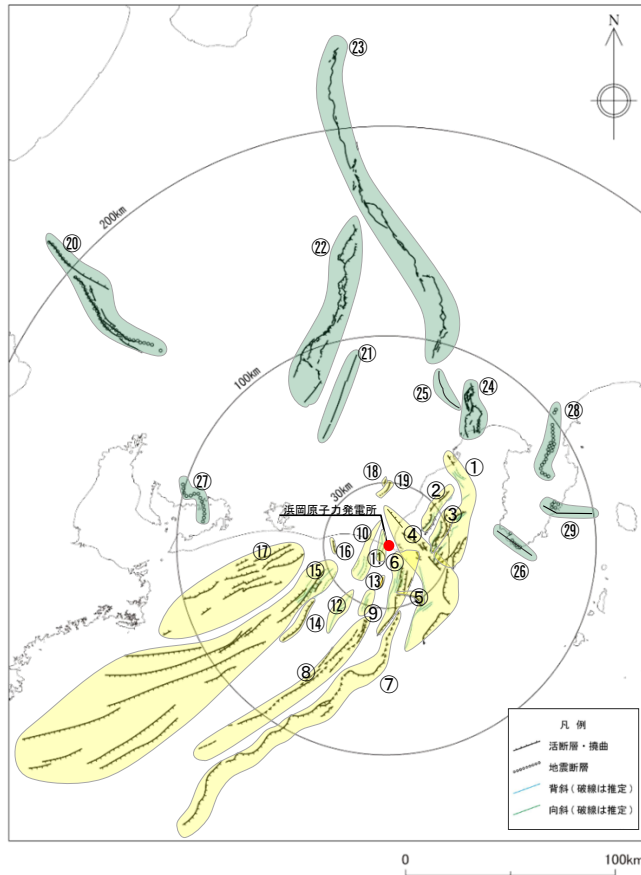 ㉓
N
200km
⑳
㉒
㉑
100km
㉕
㉔
㉘
①
⑱
⑲
30km
②
㉗
浜岡原子力発電所
③
㉙
⑩
④
⑯
⑪
⑥
⑰
㉖
⑮
⑬
⑤
⑫
⑨
⑭
⑧
⑦
凡 例
活断層・撓曲
地震断層
背斜(破線は推定)
向斜(破線は推定)
0
100km